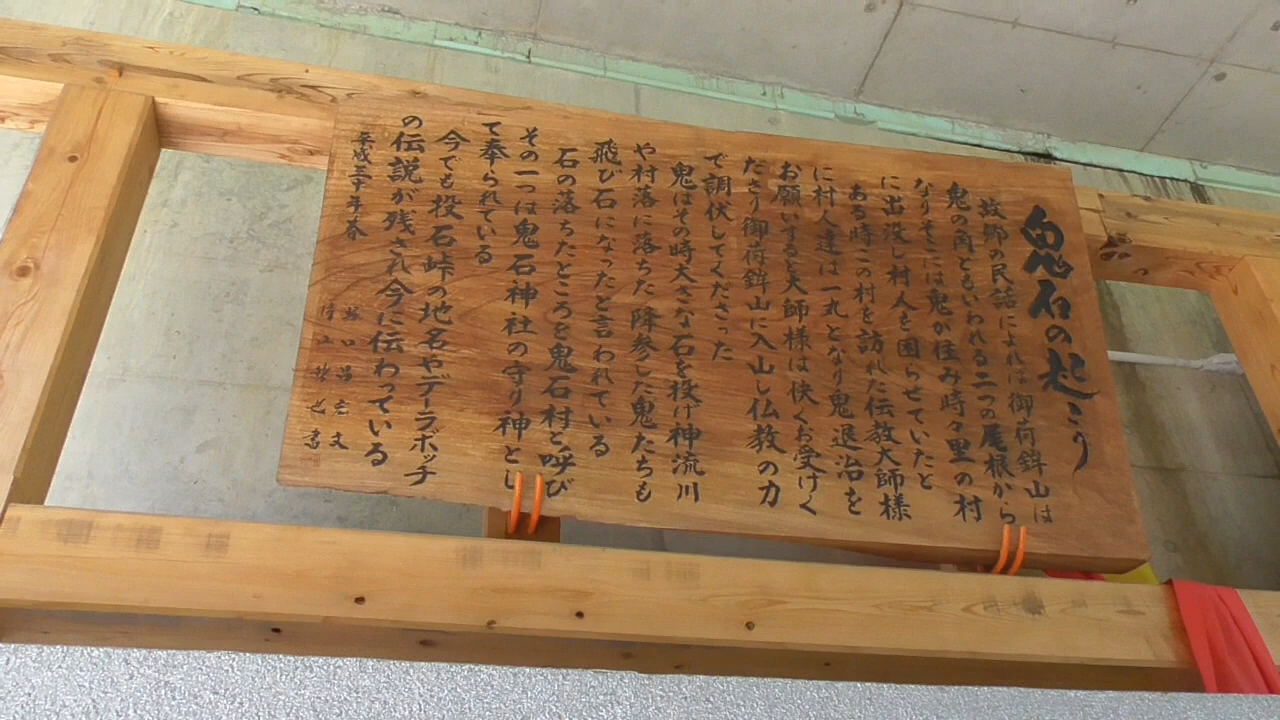 鬼石の起こり
故郷の民話によれば御荷鉾山は
鬼の角ともいわれる二つの尾根から
なりそこには鬼が住み時々里の村
に出没し村人を困らせていたと
ある時この村を訪れた伝教大師様
に村人達は一丸となり鬼退治を
お願いすると大師様は快くお受けく
ださり御荷鉾山に入山し仏教の力
で調伏してくださった
鬼はその時大きな石を投げ神流川
や村落に落ちた降参した鬼たちも
飛び石になったと言われている
石の落ちたところを鬼石村と呼び
その一つは鬼石神社の守り神とし
て奉られている
今でも投石峠の地名やデーラボッチ
の伝説が残され今に伝わっている
平成三十年春
文
書